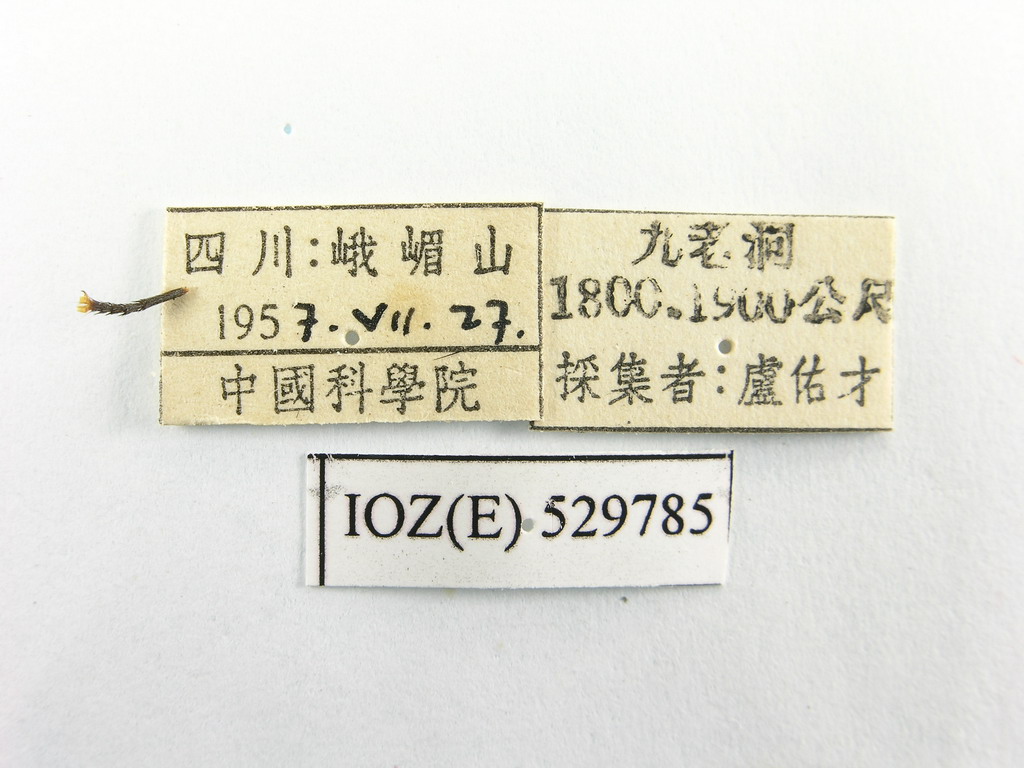 四川:峨嵋山
1957.VII.27.
中國科學院
九老洞
1800.1900公尺
採集者:盧佑才
IOZ(E) 529785